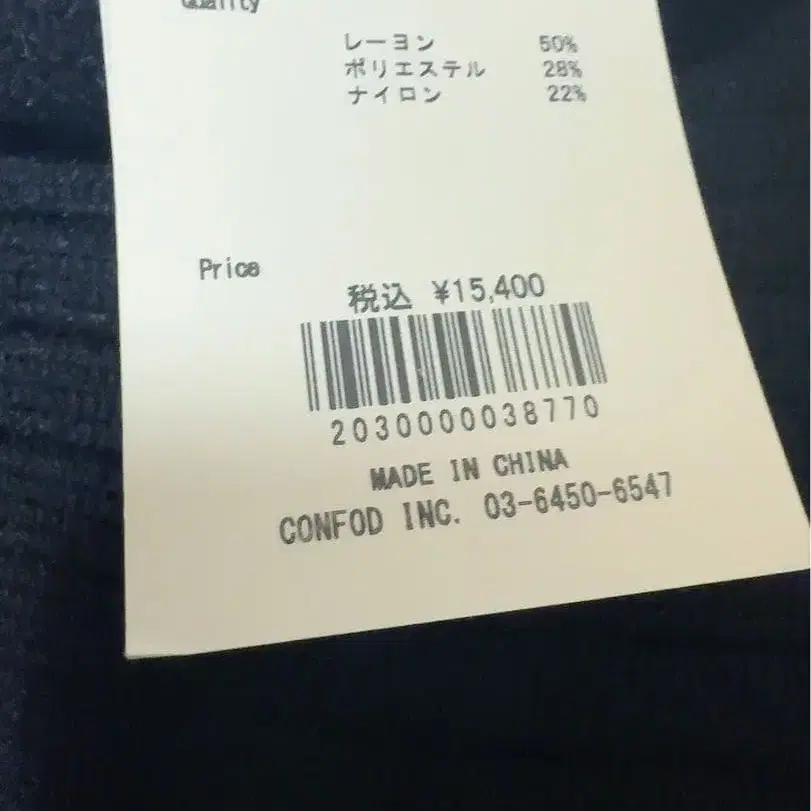 Quality
レーヨン 50%
ポリエステル 28%
ナイロン 22%
Price
税込 ¥15,400
2030000038770
MADE IN CHINA
CONFOD INC. 03-6450-6547